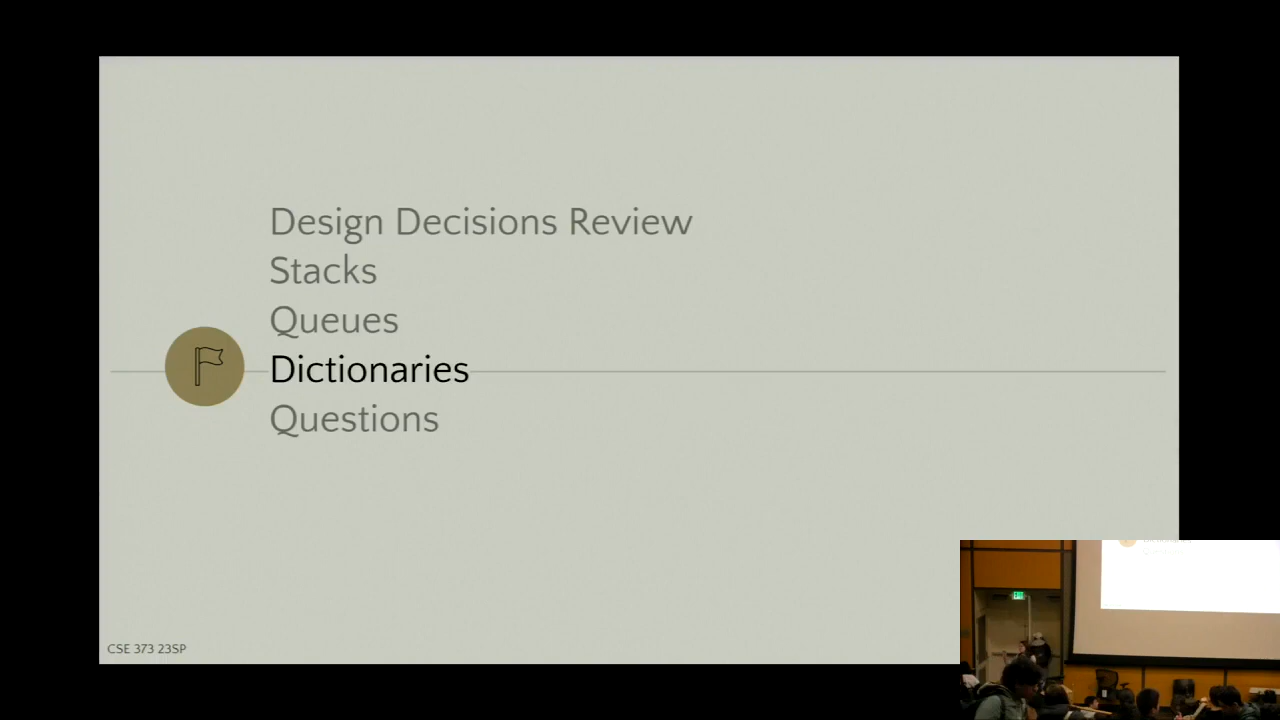 Design Decisions Review
Stacks
Queues
Dictionaries
Questions
CSE 373 23SP